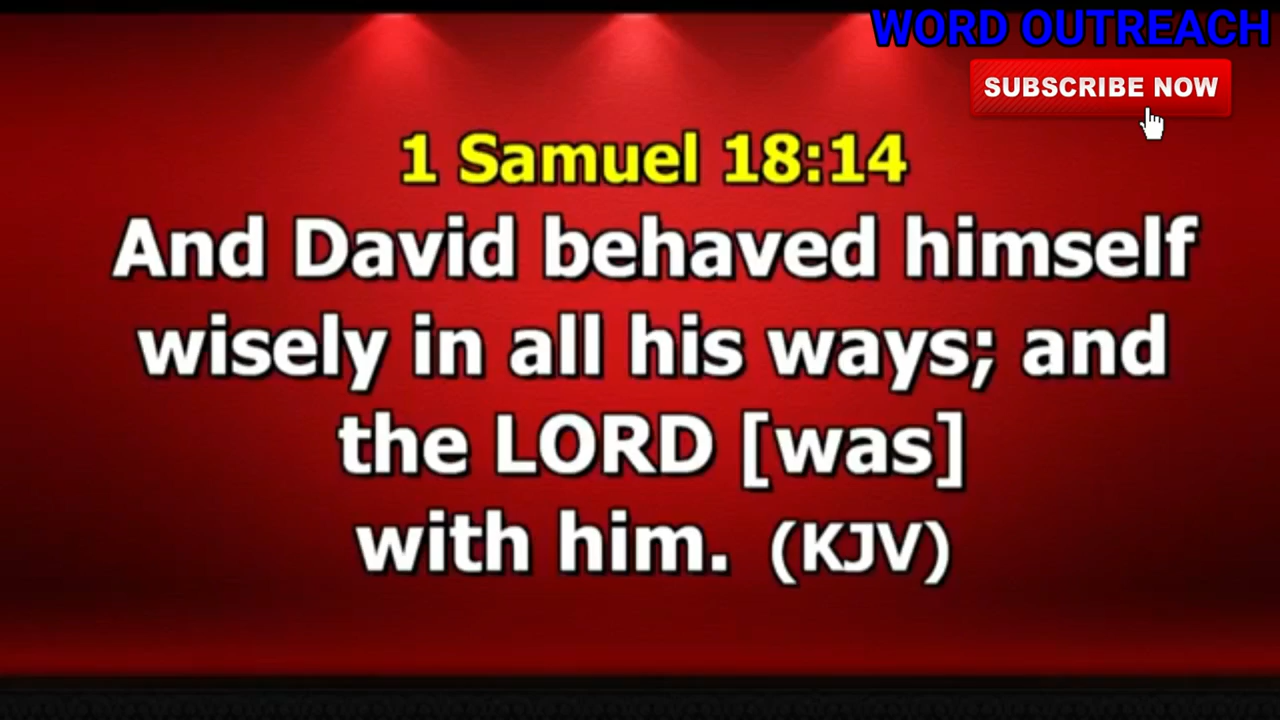 WORD OUTREACH
SUBSCRIBE NOW
1 Samuel 18:14
And David behaved himself
wisely in all his ways; and
the LORD [was]
with him. (KJV)